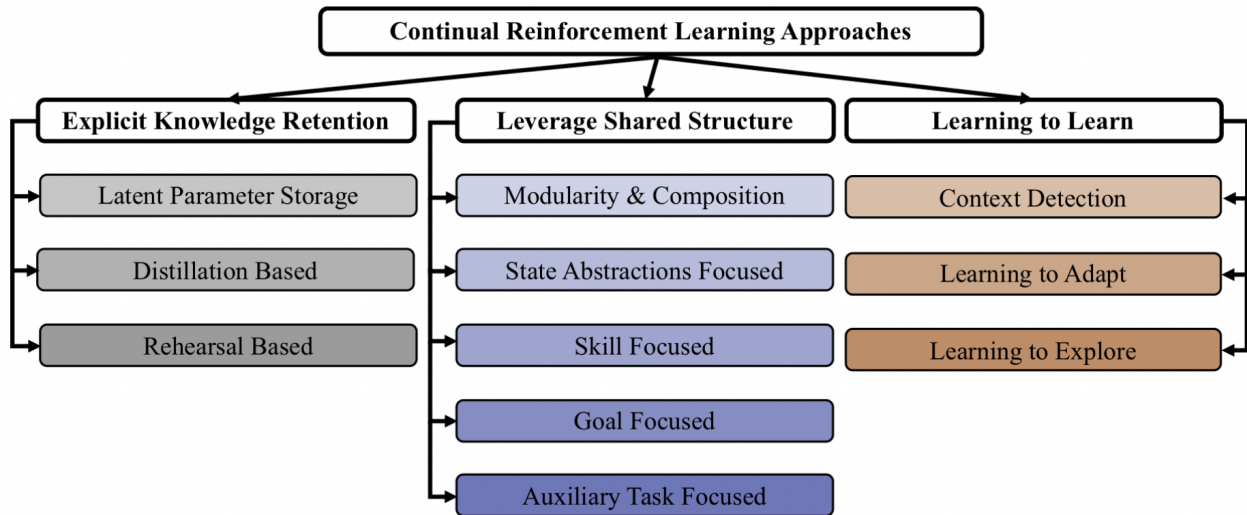 Continual Reinforcement Learning Approaches
Explicit Knowledge Retention
Latent Parameter Storage
Distillation Based
Rehearsal Based
Leverage Shared Structure
Modularity & Composition
State Abstractions Focused
Skill Focused
Goal Focused
Auxiliary Task Focused
Learning to Learn
Context Detection
Learning to Adapt
Learning to Explore